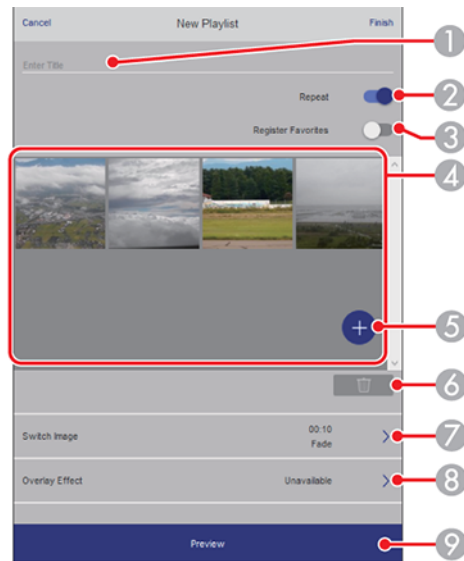 Cancel New Playlist Finish
1
Enter Title
Repeat
2
Register Favorites
3
4
+
5
6
Switch Image 00:10
Fade
7
Overlay Effect Unavailable
8
Preview
9